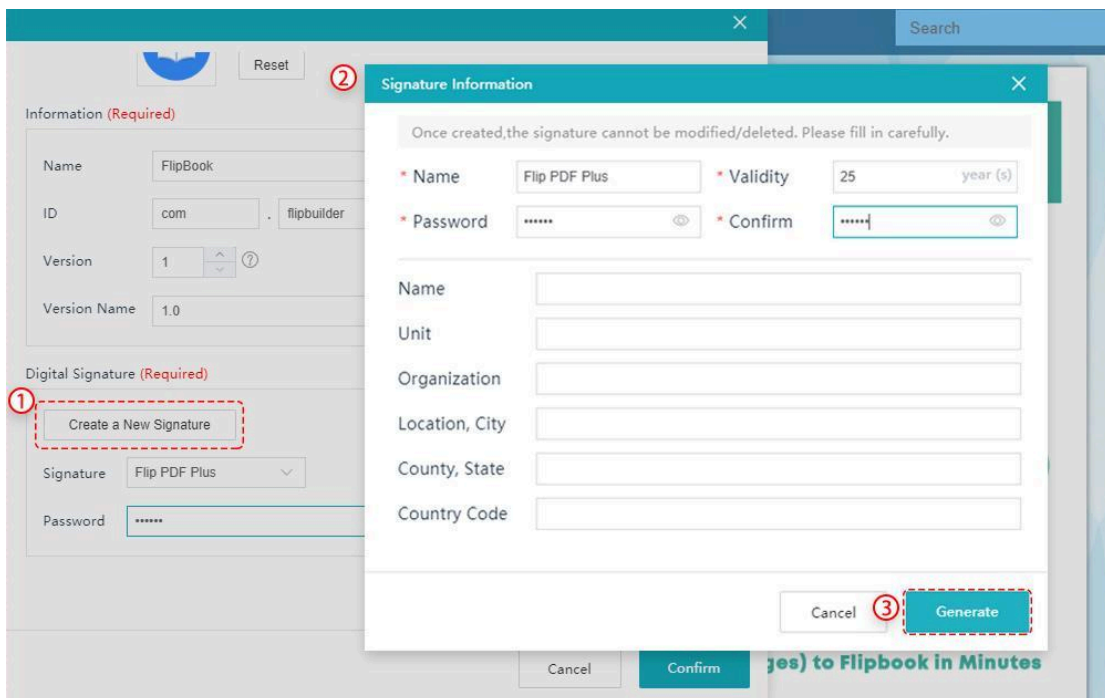 Search
Reset
②
Signature Information
Once created,the signature cannot be modified/deleted. Please fill in carefully.
* Name Flip PDF Plus * Validity 25 year (s)
* Password •••••• * Confirm ••••••
Name
Unit
Organization
Location, City
County, State
Country Code
Cancel ③ Generate
Information (Required)
Name FlipBook
ID com . flipbuilder
Version 1 ?
Version Name 1.0
Digital Signature (Required)
①
Create a New Signature
Signature Flip PDF Plus
Password ••••••
Cancel Confirm
ges) to Flipbook in Minutes